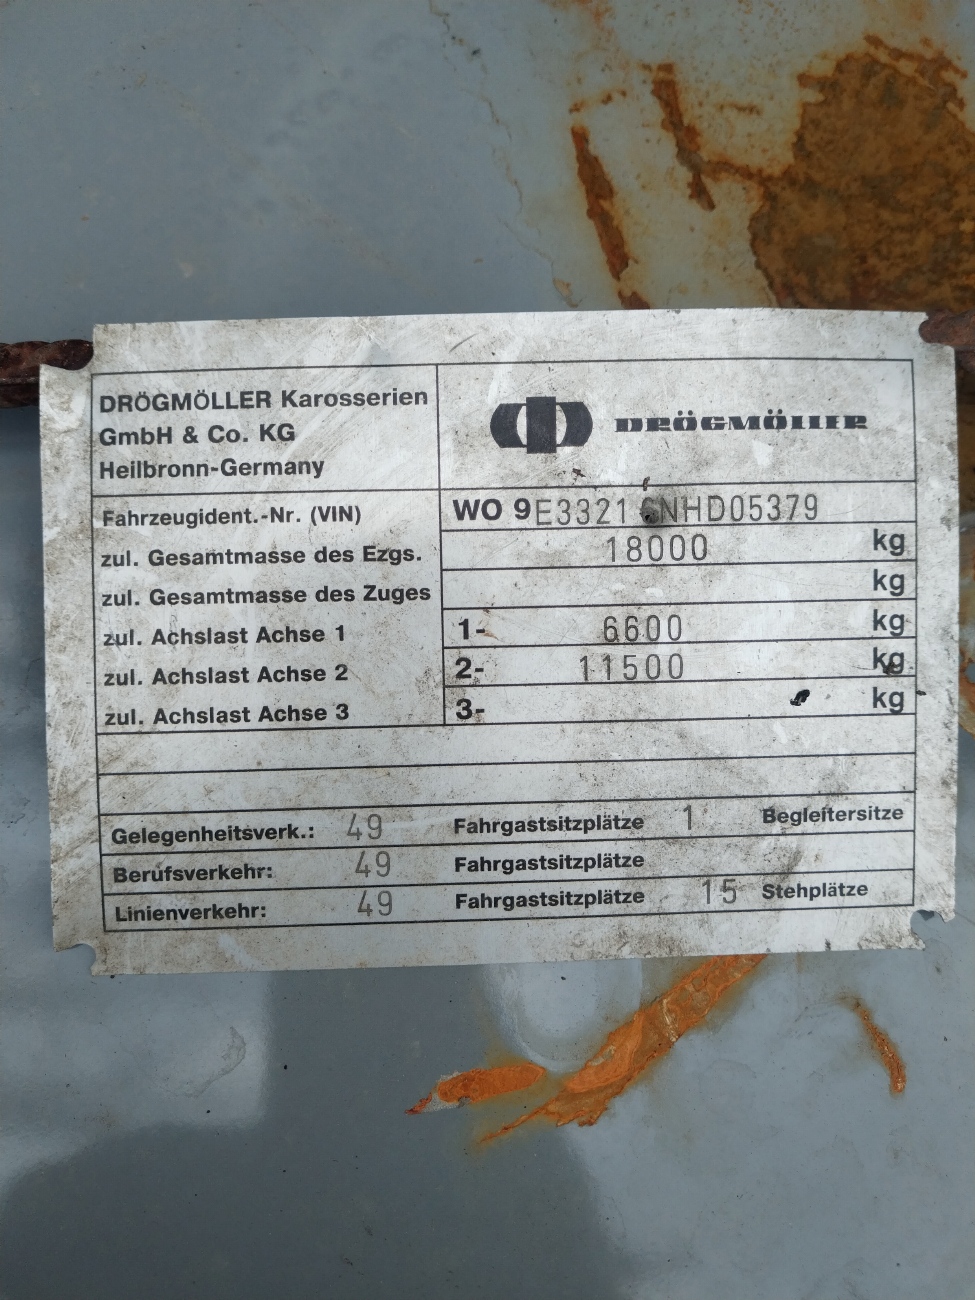 DRÖGMÖLLER Karosserien
GmbH & Co. KG
Heilbronn-Germany
DRÖGMÖLLER
Fahrzeugident.-Nr. (VIN) WO 9E33216NHD05379
zul. Gesamtmasse des Ezgs. 18000 kg
zul. Gesamtmasse des Zuges kg
zul. Achslast Achse 1 1- 6600 kg
zul. Achslast Achse 2 2- 11500 kg
zul. Achslast Achse 3 3- kg
Gelegenheitsverk.: 49 Fahrgastsitzplätze 1 Begleitersitze
Berufsverkehr: 49 Fahrgastsitzplätze
Linienverkehr: 49 Fahrgastsitzplätze 15 Stehplätze